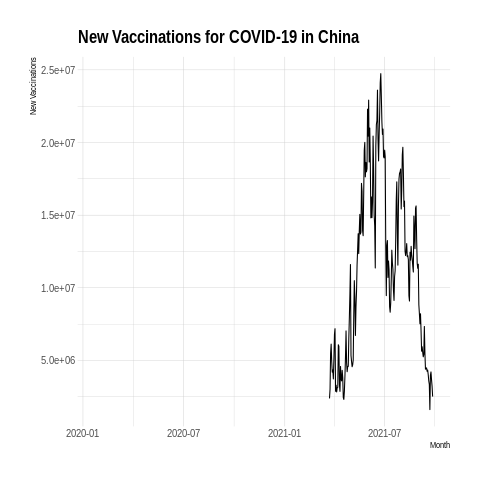 New Vaccinations for COVID-19 in China
New Vaccinations
2.5e+07
2.0e+07
1.5e+07
1.0e+07
5.0e+06
2020-01 2020-07 2021-01 2021-07
Month